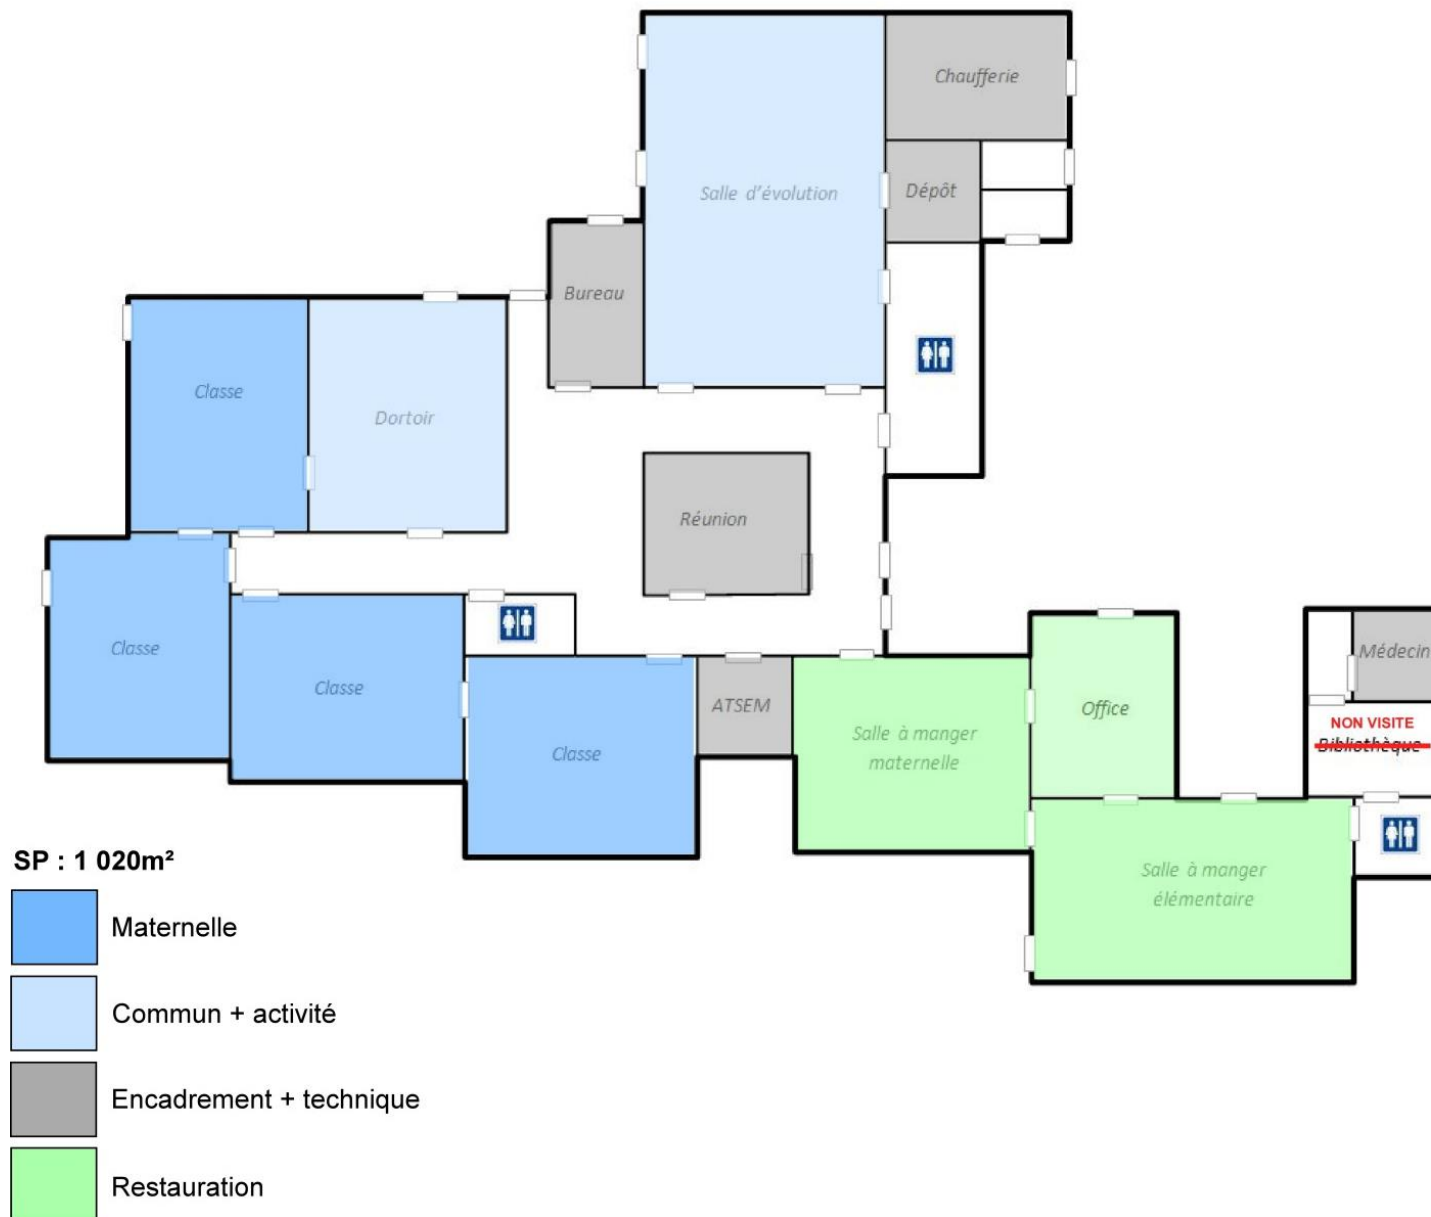 Chaufferie
Salle d'évolution
Dépôt
Bureau
Classe
Dortoir
Réunion
Classe
Classe
Classe
ATSEM
Salle à manger
maternelle
Office
Médecin
NON VISITE
Bibliothèque
Salle à manger
élémentaire
SP : 1 020m²
Maternelle
Commun + activité
Encadrement + technique
Restauration